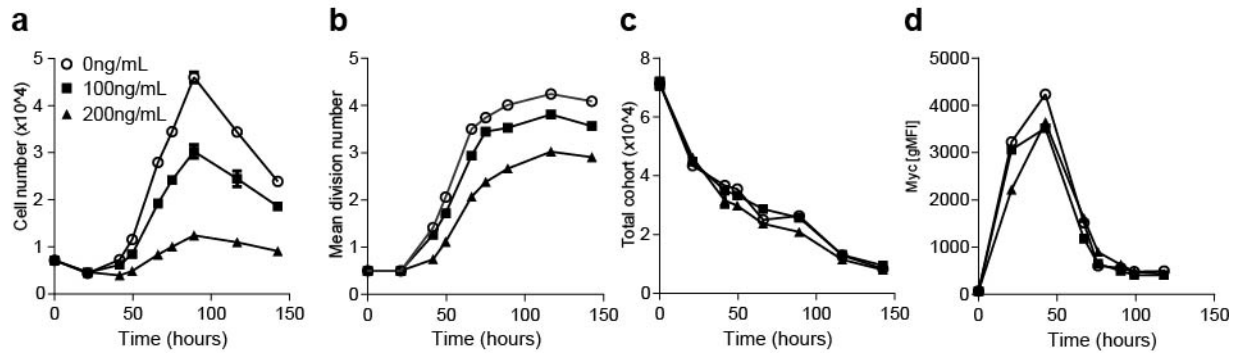 a
Cell number (x10^4)
5
4
3
2
1
0
0ng/mL
100ng/mL
200ng/mL
0 50 100 150
Time (hours)
b
Mean division number
5
4
3
2
1
0
0 50 100 150
Time (hours)
c
Total cohort (x10^4)
8
6
4
2
0
0 50 100 150
Time (hours)
d
Myc [gMFI]
5000
4000
3000
2000
1000
0
0 50 100 150
Time (hours)